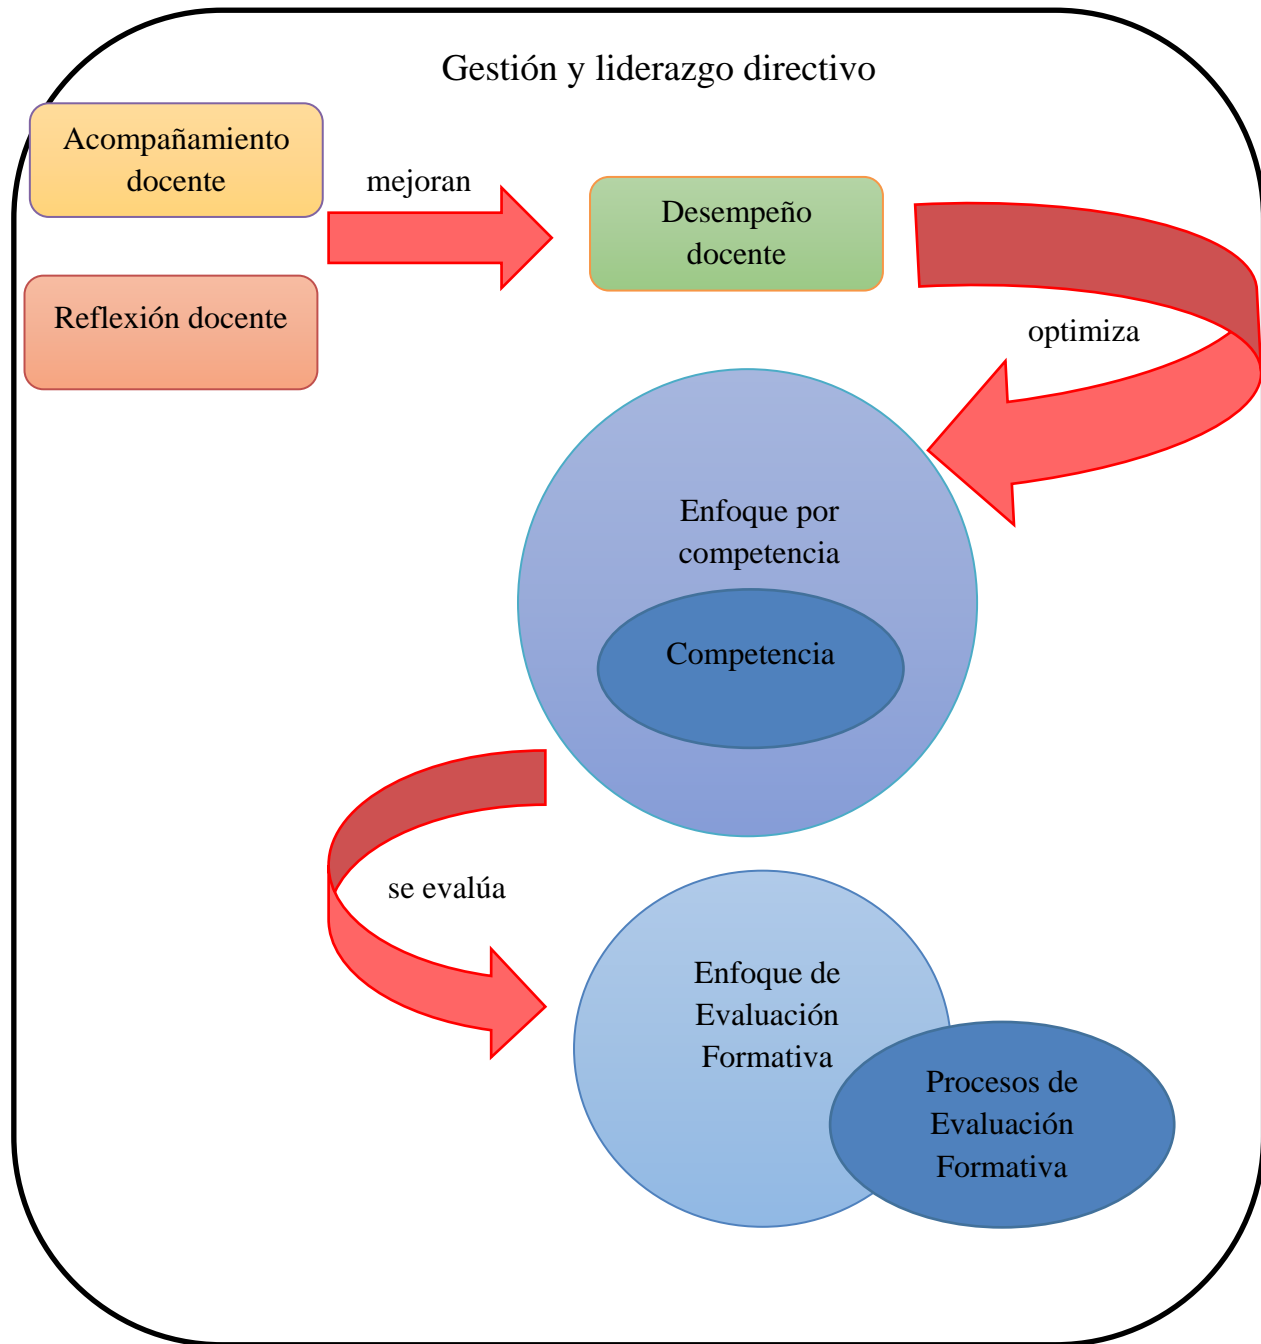 Gestión y liderazgo directivo
Acompañamiento
docente
mejoran
Desempeño
docente
Reflexión docente
optimiza
Enfoque por
competencia
Competencia
se evalúa
Enfoque de
Evaluación
Formativa
Procesos de
Evaluación
Formativa